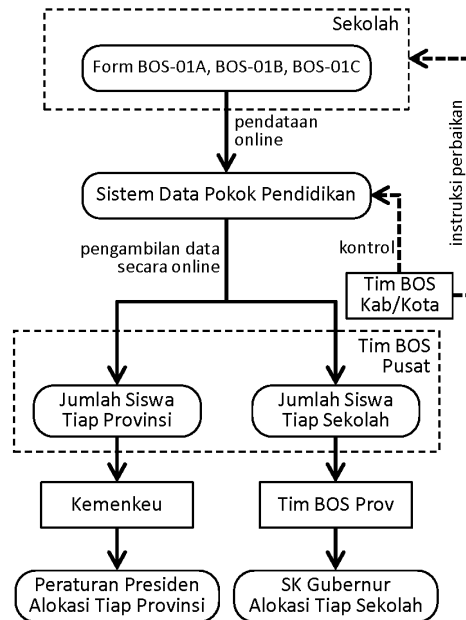 Sekolah
Form BOS-01A, BOS-01B, BOS-01C
pendataan
online
instruksi perbaikan
Sistem Data Pokok Pendidikan
pengambilan data
secara online
kontrol
Tim BOS
Kab/Kota
Tim BOS
Pusat
Jumlah Siswa
Tiap Provinsi
Jumlah Siswa
Tiap Sekolah
Kemenkeu
Tim BOS Prov
Peraturan Presiden
Alokasi Tiap Provinsi
SK Gubernur
Alokasi Tiap Sekolah